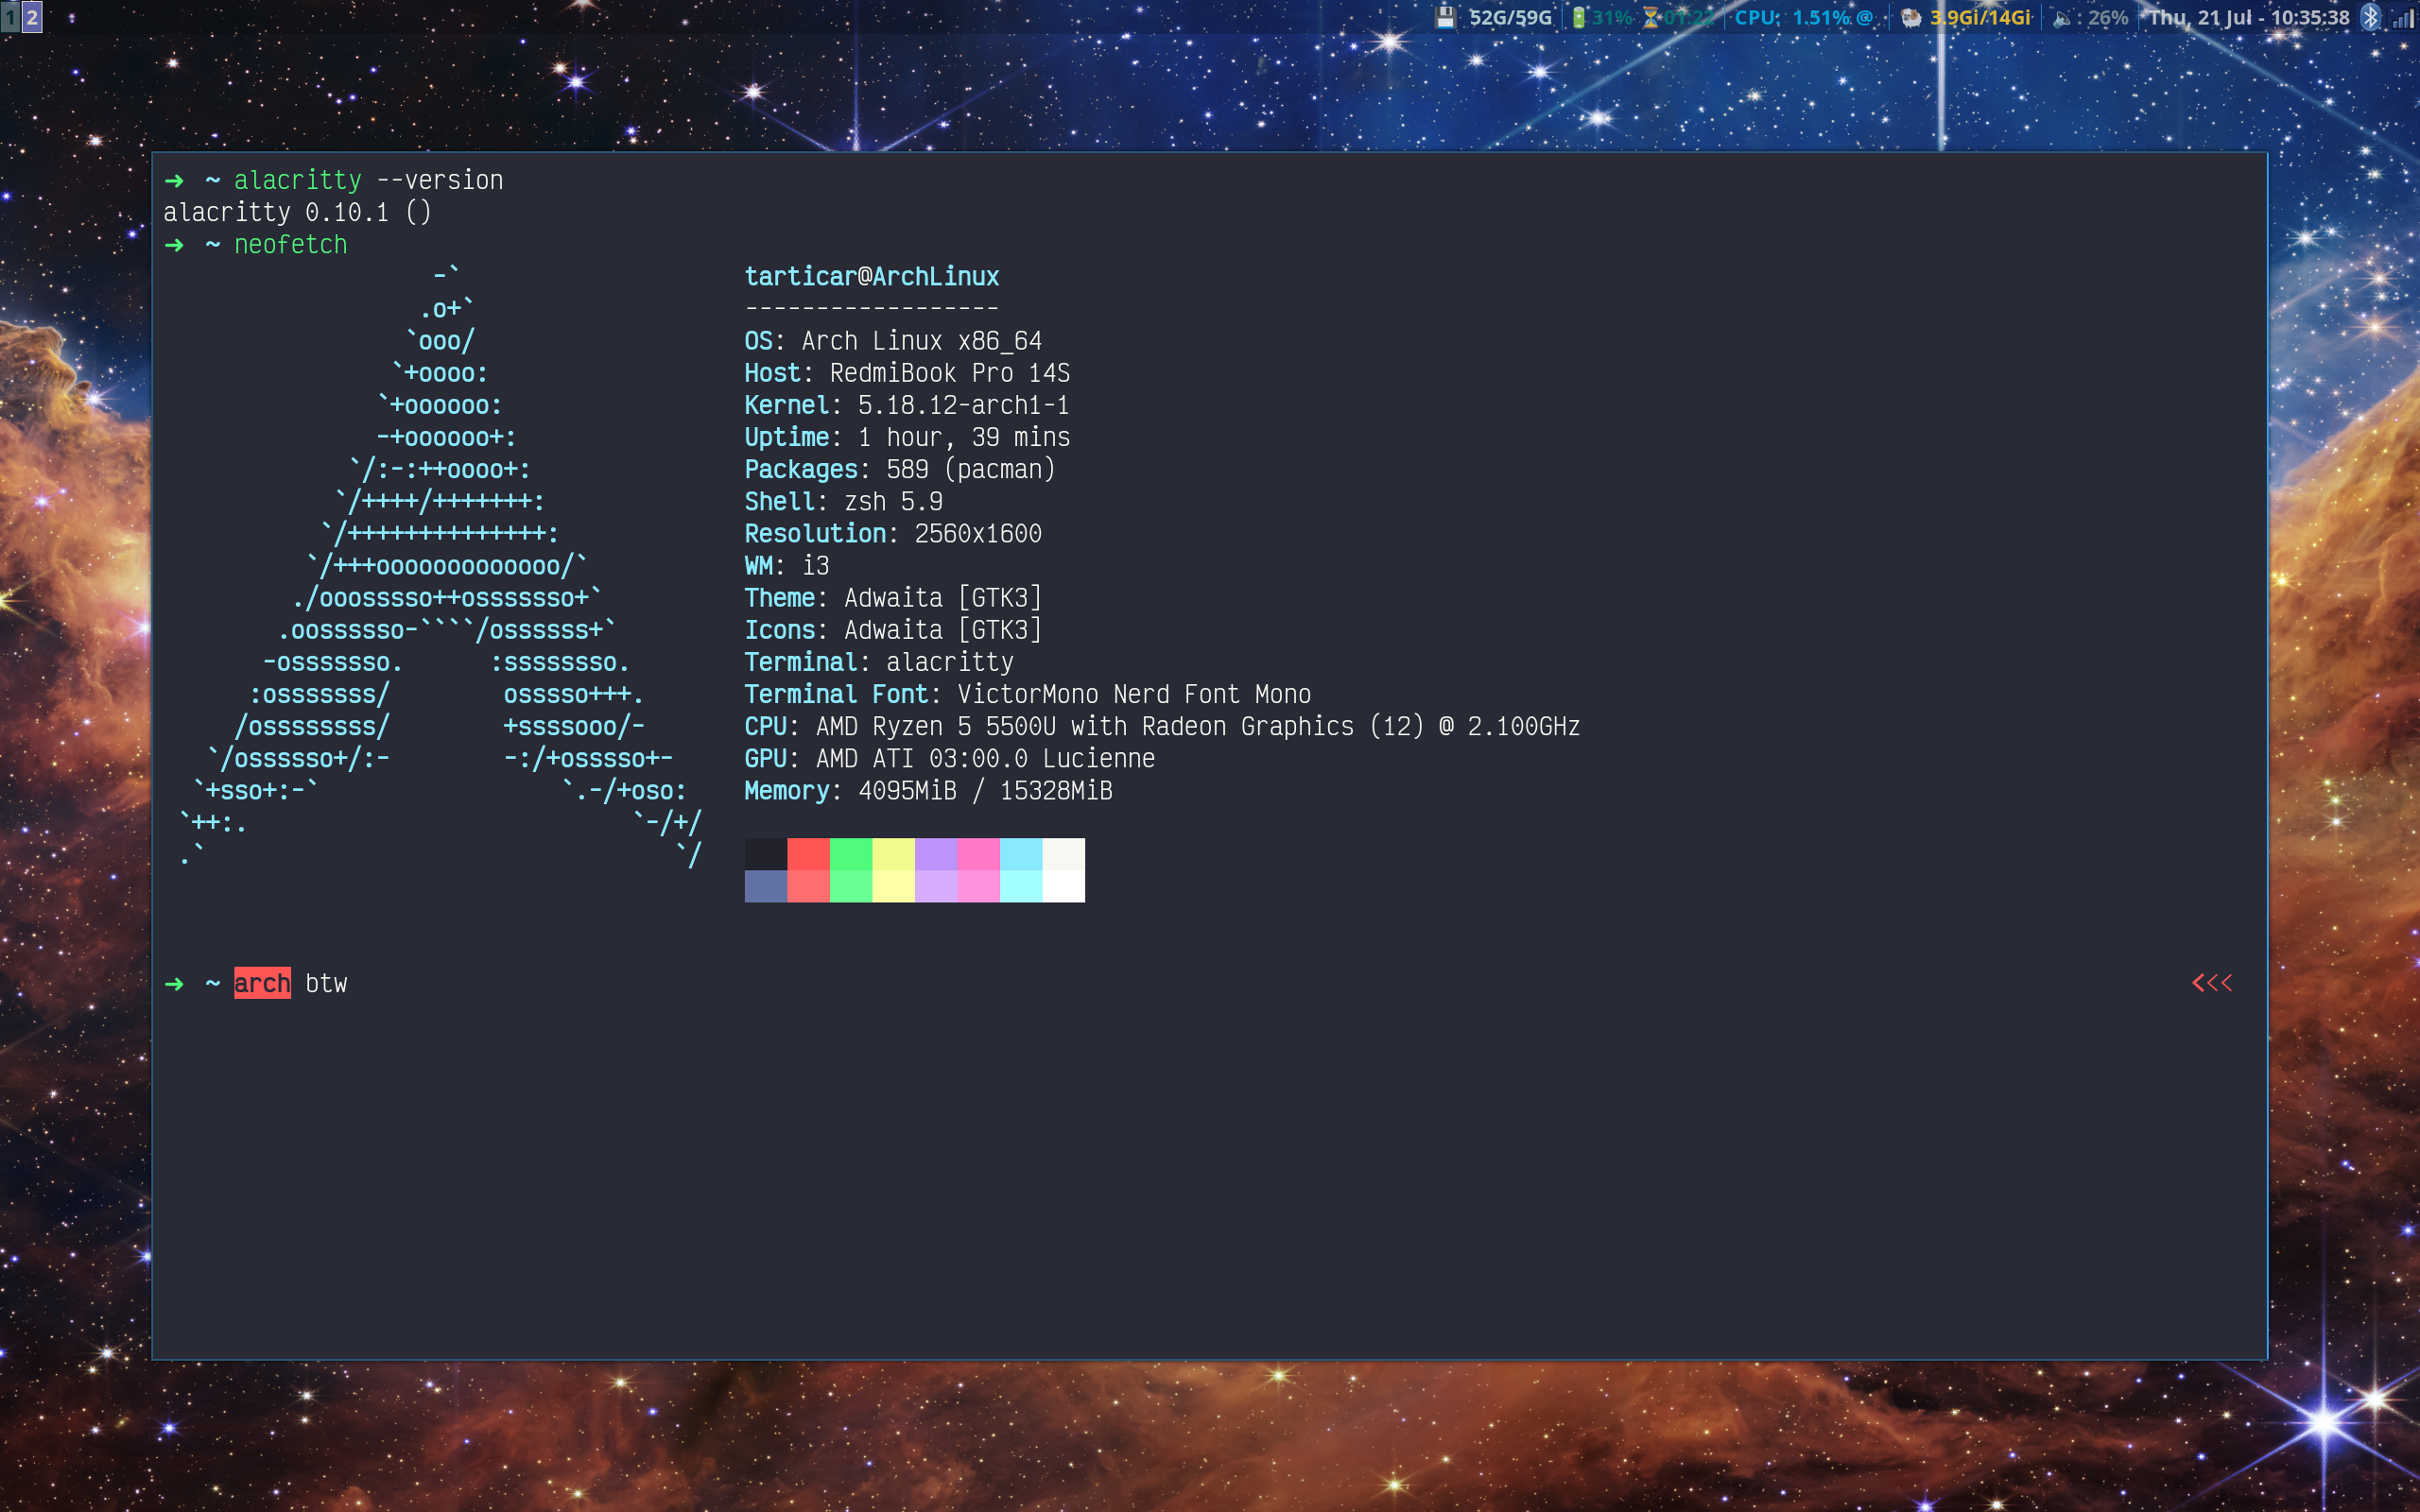 1 2 52G/59G 31% 01:22 CPU: 1.51% @ 3.9Gi/14Gi : 26% Thu, 21 Jul - 10:35:38
➜ ~ alacritty --version
alacritty 0.10.1 ()
➜ ~ neofetch
                   -`                    tarticar@ArchLinux
                  .o+`                   ------------------
                 `ooo/                   OS: Arch Linux x86_64
                `+oooo:                  Host: RedmiBook Pro 14S
               `+oooooo:                 Kernel: 5.18.12-arch1-1
               -+oooooo+:                Uptime: 1 hour, 39 mins
             `/:-:++oooo+:               Packages: 589 (pacman)
            `/++++/+++++++:              Shell: zsh 5.9
           `/++++++++++++++:             Resolution: 2560x1600
          `/+++ooooooooooooo/`           WM: i3
         ./ooosssso++osssssso+`          Theme: Adwaita [GTK3]
        .oossssso-````/ossssss+`         Icons: Adwaita [GTK3]
       -osssssso.      :ssssssso.        Terminal: alacritty
      :osssssss/        osssso+++.       Terminal Font: VictorMono Nerd Font Mono
     /ossssssss/        +ssssooo/-       CPU: AMD Ryzen 5 5500U with Radeon Graphics (12) @ 2.100GHz
   `/ossssso+/:-        -:/+osssso+-     GPU: AMD ATI 03:00.0 Lucienne
  `+sso+:-`                 `.-/+oso:    Memory: 4095MiB / 15328MiB
 `++:.                           `-/+/
 .`                                 `/
➜ ~ arch btw <<<